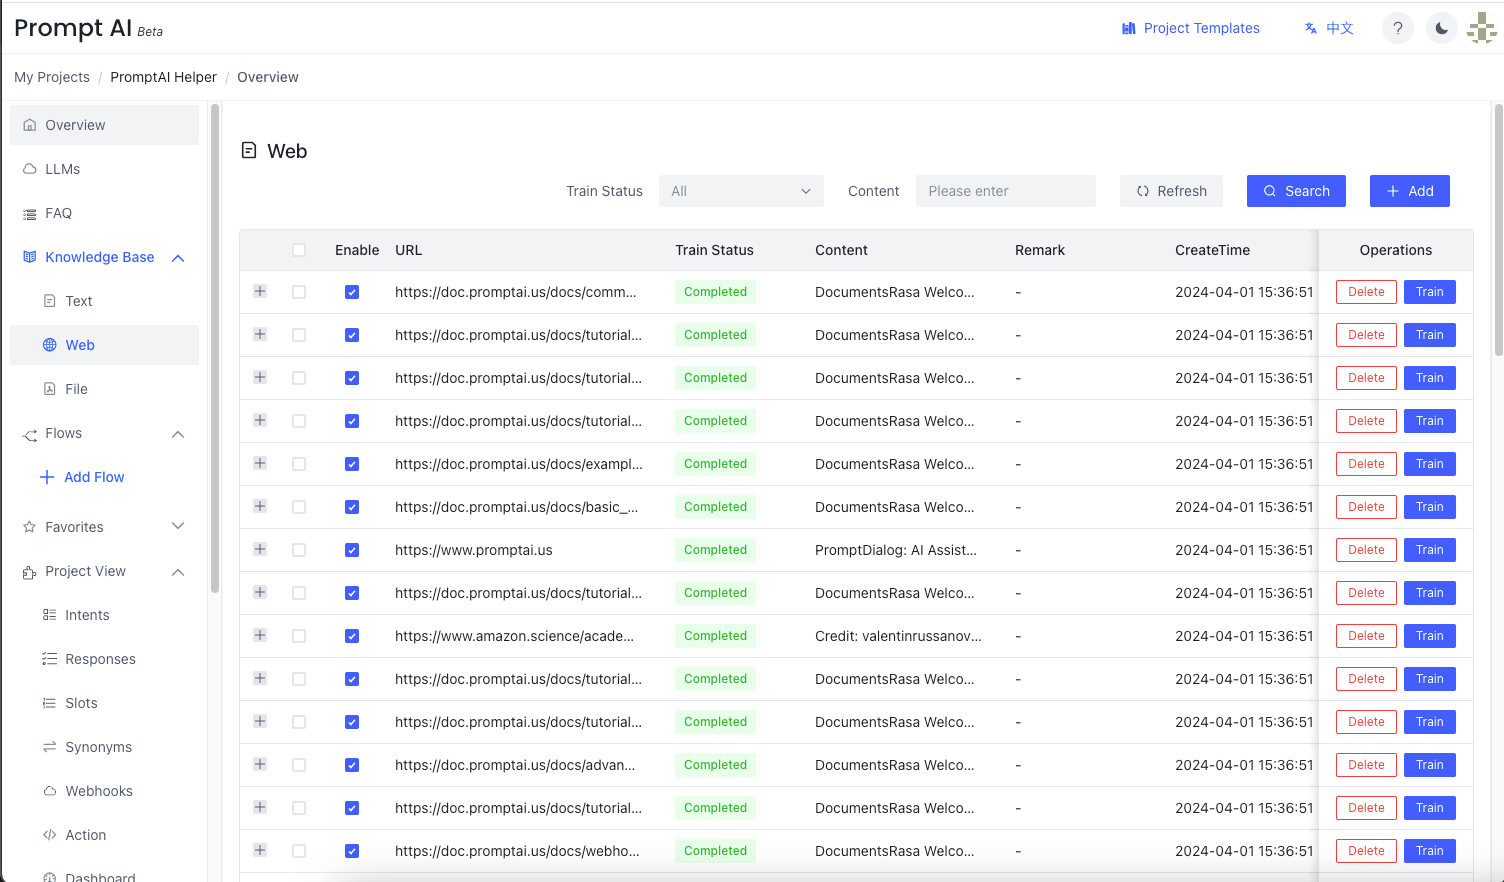 Prompt AI Beta
Project Templates
中文
?
My Projects / PromptAI Helper / Overview
Overview
LLMs
FAQ
Knowledge Base
Text
Web
File
Flows
Add Flow
Favorites
Project View
Intents
Responses
Slots
Synonyms
Webhooks
Action
Dashboard
Web
Train Status All Content Please enter Refresh Search + Add
Enable URL Train Status Content Remark CreateTime Operations
https://doc.promptai.us/docs/comm... Completed DocumentsRasa Welco... - 2024-04-01 15:36:51 Delete Train
https://doc.promptai.us/docs/tutorial... Completed DocumentsRasa Welco... - 2024-04-01 15:36:51 Delete Train
https://doc.promptai.us/docs/tutorial... Completed DocumentsRasa Welco... - 2024-04-01 15:36:51 Delete Train
https://doc.promptai.us/docs/tutorial... Completed DocumentsRasa Welco... - 2024-04-01 15:36:51 Delete Train
https://doc.promptai.us/docs/exampl... Completed DocumentsRasa Welco... - 2024-04-01 15:36:51 Delete Train
https://doc.promptai.us/docs/basic_... Completed DocumentsRasa Welco... - 2024-04-01 15:36:51 Delete Train
https://www.promptai.us Completed PromptDialog: AI Assist... - 2024-04-01 15:36:51 Delete Train
https://doc.promptai.us/docs/tutorial... Completed DocumentsRasa Welco... - 2024-04-01 15:36:51 Delete Train
https://www.amazon.science/acade... Completed Credit: valentinrussanov... - 2024-04-01 15:36:51 Delete Train
https://doc.promptai.us/docs/tutorial... Completed DocumentsRasa Welco... - 2024-04-01 15:36:51 Delete Train
https://doc.promptai.us/docs/tutorial... Completed DocumentsRasa Welco... - 2024-04-01 15:36:51 Delete Train
https://doc.promptai.us/docs/advan... Completed DocumentsRasa Welco... - 2024-04-01 15:36:51 Delete Train
https://doc.promptai.us/docs/tutorial... Completed DocumentsRasa Welco... - 2024-04-01 15:36:51 Delete Train
https://doc.promptai.us/docs/webho... Completed DocumentsRasa Welco... - 2024-04-01 15:36:51 Delete Train